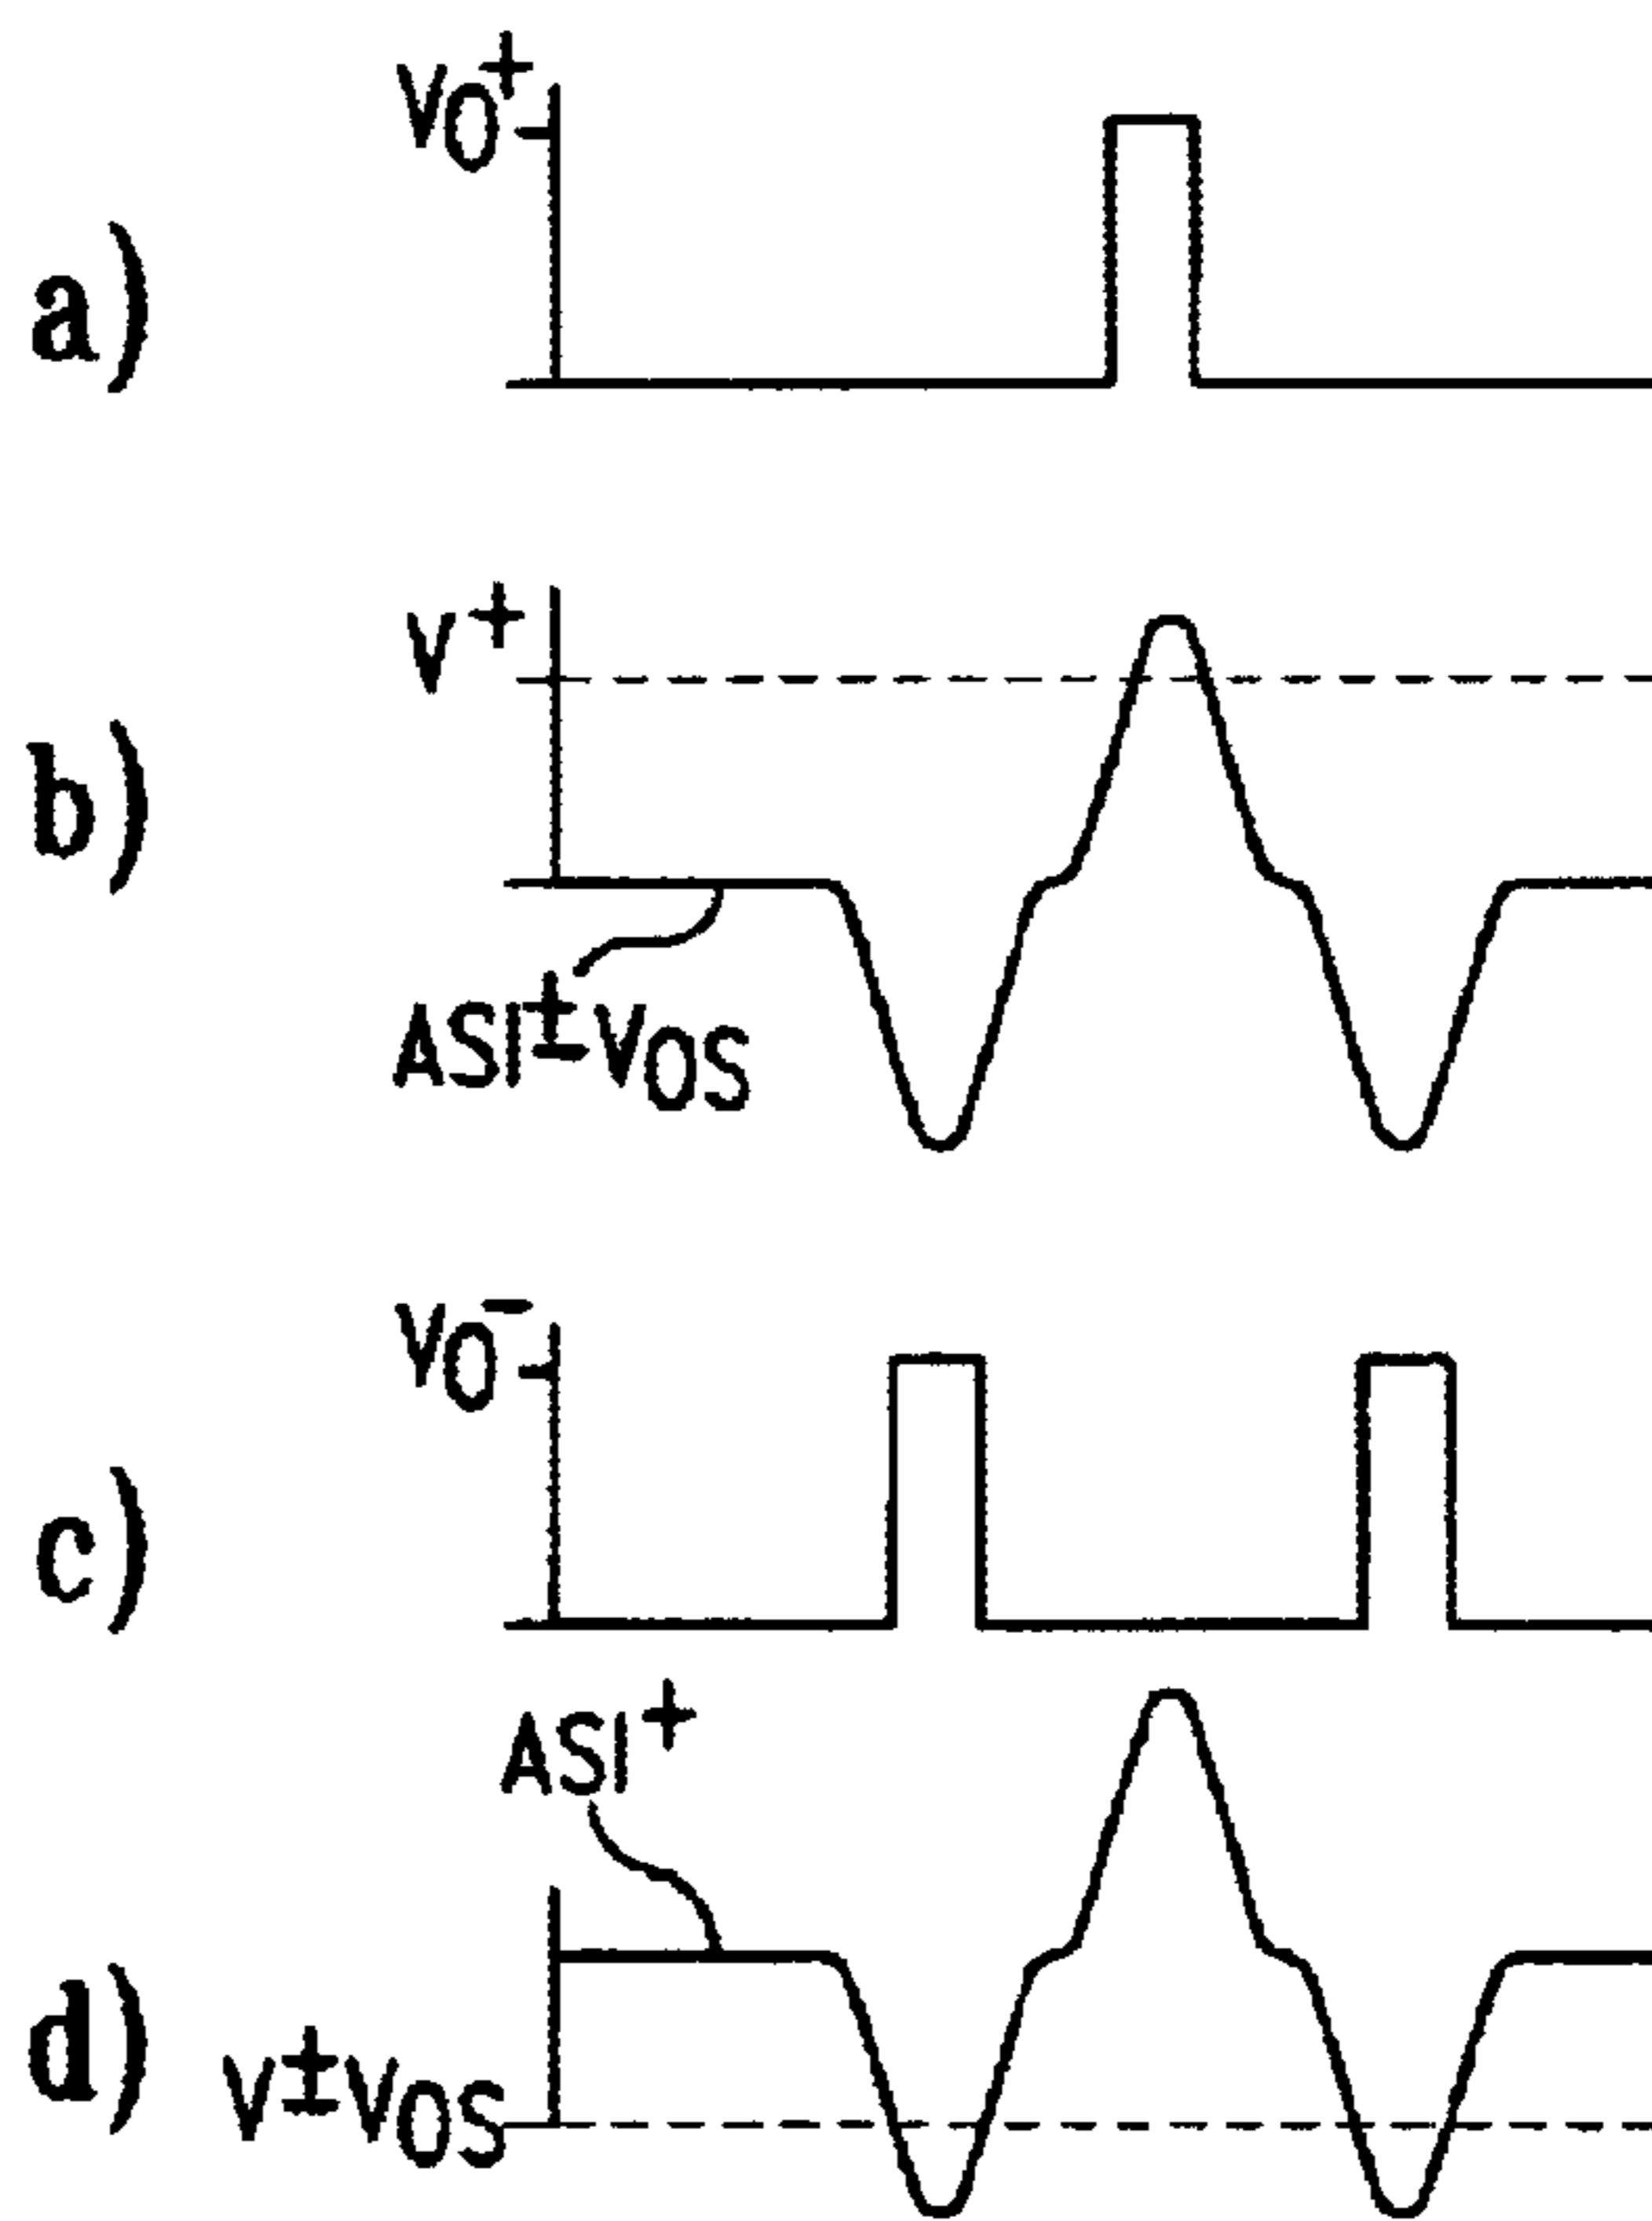 VO+
a)
V+
b)
ASI+-VOS
VO-
c)
ASI+
d)
V+-VOS